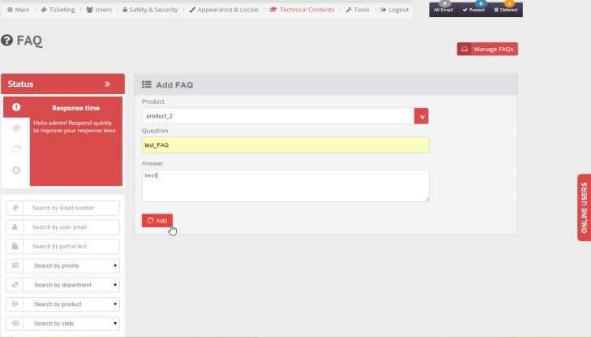 Main Ticketing Users Safety & Security Appearance & Locale Technical Contents Tools Logout
All Email Posted Deleted
FAQ
Manage FAQs
Status »
Response time
Hello admin! Respond quickly
to improve your response time
Add FAQ
Product
product_2
v
Question
test_FAQ
Answer
text
Add
Search by ticket number
Search by user email
Search by part of text
Search by priority
Search by department
Search by product
Search by state
ONLINE USERS